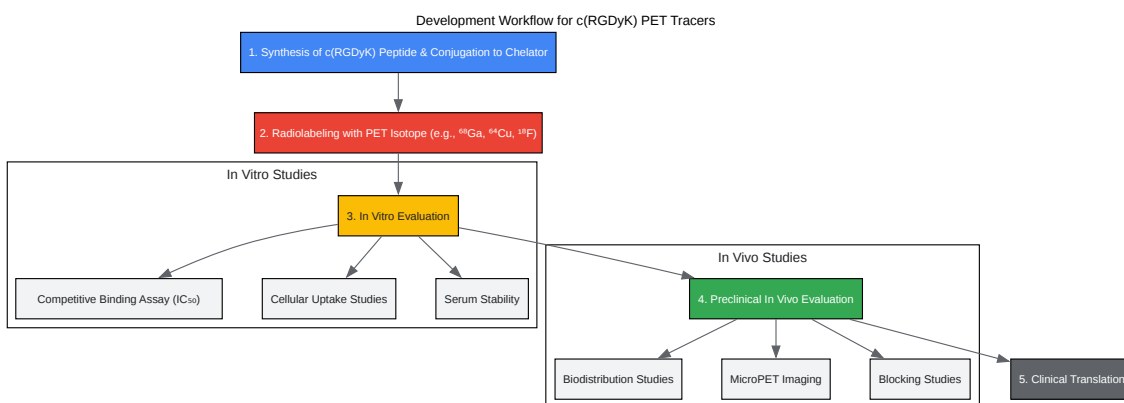 Development Workflow for c(RGDyK) PET Tracers
1. Synthesis of c(RGDyK) Peptide & Conjugation to Chelator
2. Radiolabeling with PET Isotope (e.g., ⁶⁸Ga, ⁶⁴Cu, ¹⁸F)
In Vitro Studies
3. In Vitro Evaluation
Competitive Binding Assay (IC₅₀)
Cellular Uptake Studies
Serum Stability
In Vivo Studies
4. Preclinical In Vivo Evaluation
Biodistribution Studies
MicroPET Imaging
Blocking Studies
5. Clinical Translation